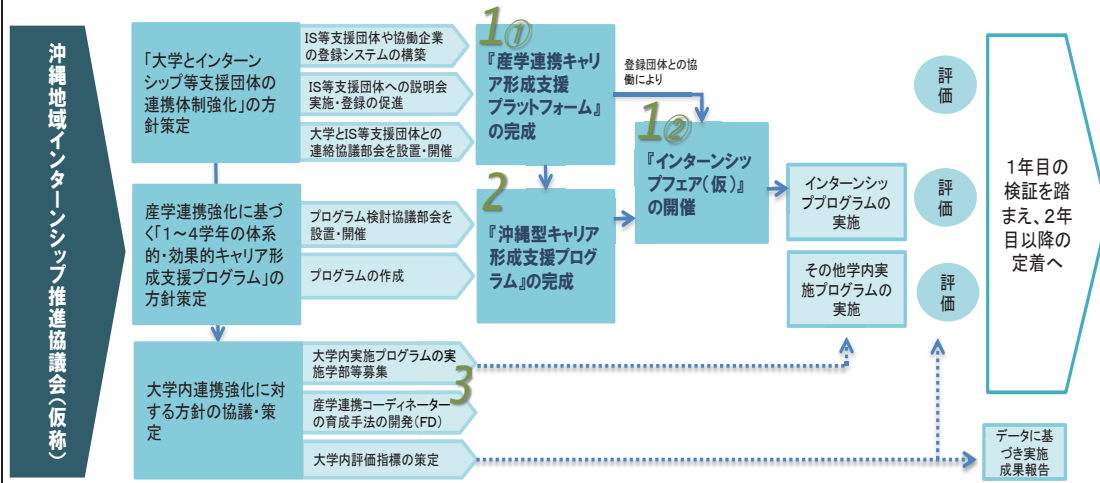 沖縄地域インターンシップ推進協議会(仮称)
「大学とインターン
シップ等支援団体の
連携体制強化」の方
針策定
IS等支援団体や協働企業
の登録システムの構築
IS等支援団体への説明会
実施・登録の促進
大学とIS等支援団体との
連絡協議部会を設置・開催
1①
『産学連携キャリ
ア形成支援
プラットフォーム』
の完成
登録団体との協
働により
1②
『インターンシッ
プフェア(仮)』
の開催
産学連携強化に基づ
く「1～4学年の体系
的・効果的キャリア形
成支援プログラム」の
方針策定
プログラム検討協議部会を
設置・開催
プログラムの作成
2
『沖縄型キャリア
形成支援プログ
ラム』の完成
インターンシッ
ププログラムの
実施
その他学内実
施プログラムの
実施
大学内連携強化に対
する方針の協議・策
定
大学内実施プログラムの実
施学部等募集
3
産学連携コーディネーター
の育成手法の開発(FD)
大学内評価指標の策定
評
価
評
価
評
価
1年目の
検証を踏
まえ、2年
目以降の
定着へ
データに基
づき実施
成果報告